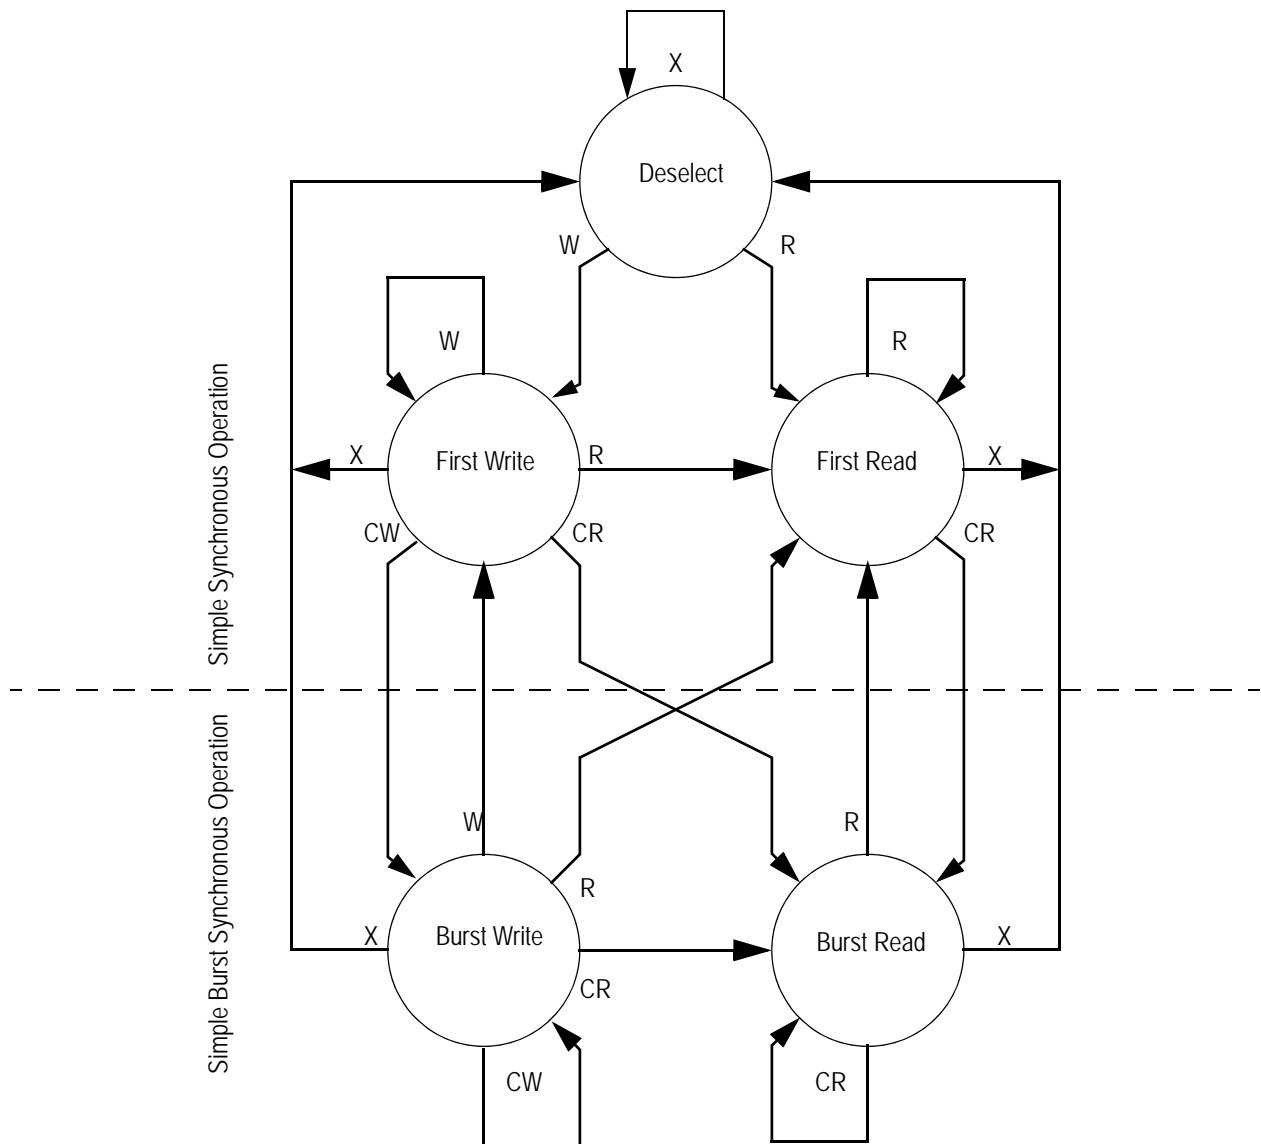 X
Deselect
W
R
W
R
Simple Synchronous Operation
X
First Write
R
First Read
X
CW
CR
CR
Simple Burst Synchronous Operation
W
R
R
X
Burst Write
Burst Read
X
CR
CW
CR